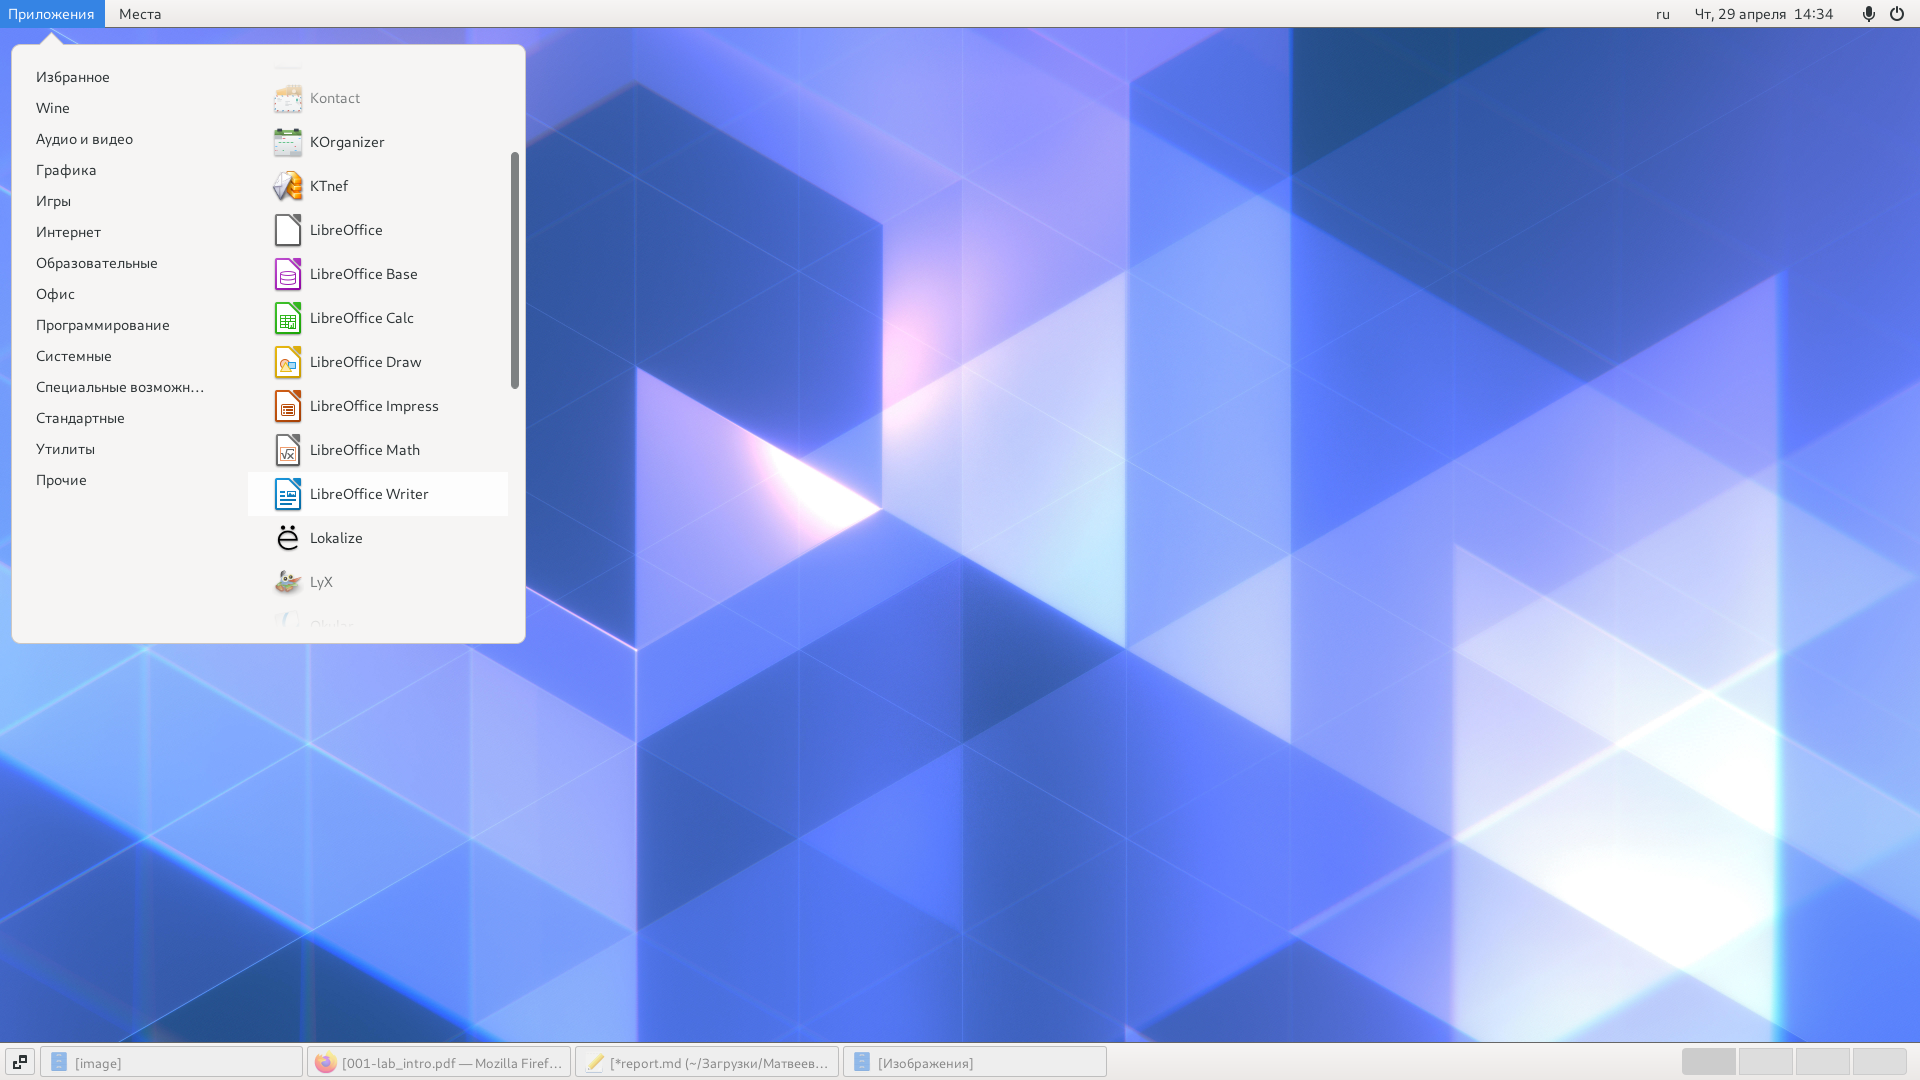 Приложения
Места
ru
Чт, 29 апреля 14:34
Избранное
Wine
Аудио и видео
Графика
Игры
Интернет
Образовательные
Офис
Программирование
Системные
Специальные возможн…
Стандартные
Утилиты
Прочие
Kontact
KOrganizer
KTnef
LibreOffice
LibreOffice Base
LibreOffice Calc
LibreOffice Draw
LibreOffice Impress
LibreOffice Math
LibreOffice Writer
Lokalize
LyX
Okular
[image]
[001-lab_intro.pdf — Mozilla Firef…
[*report.md (~/Загрузки/Матвеев…
[Изображения]